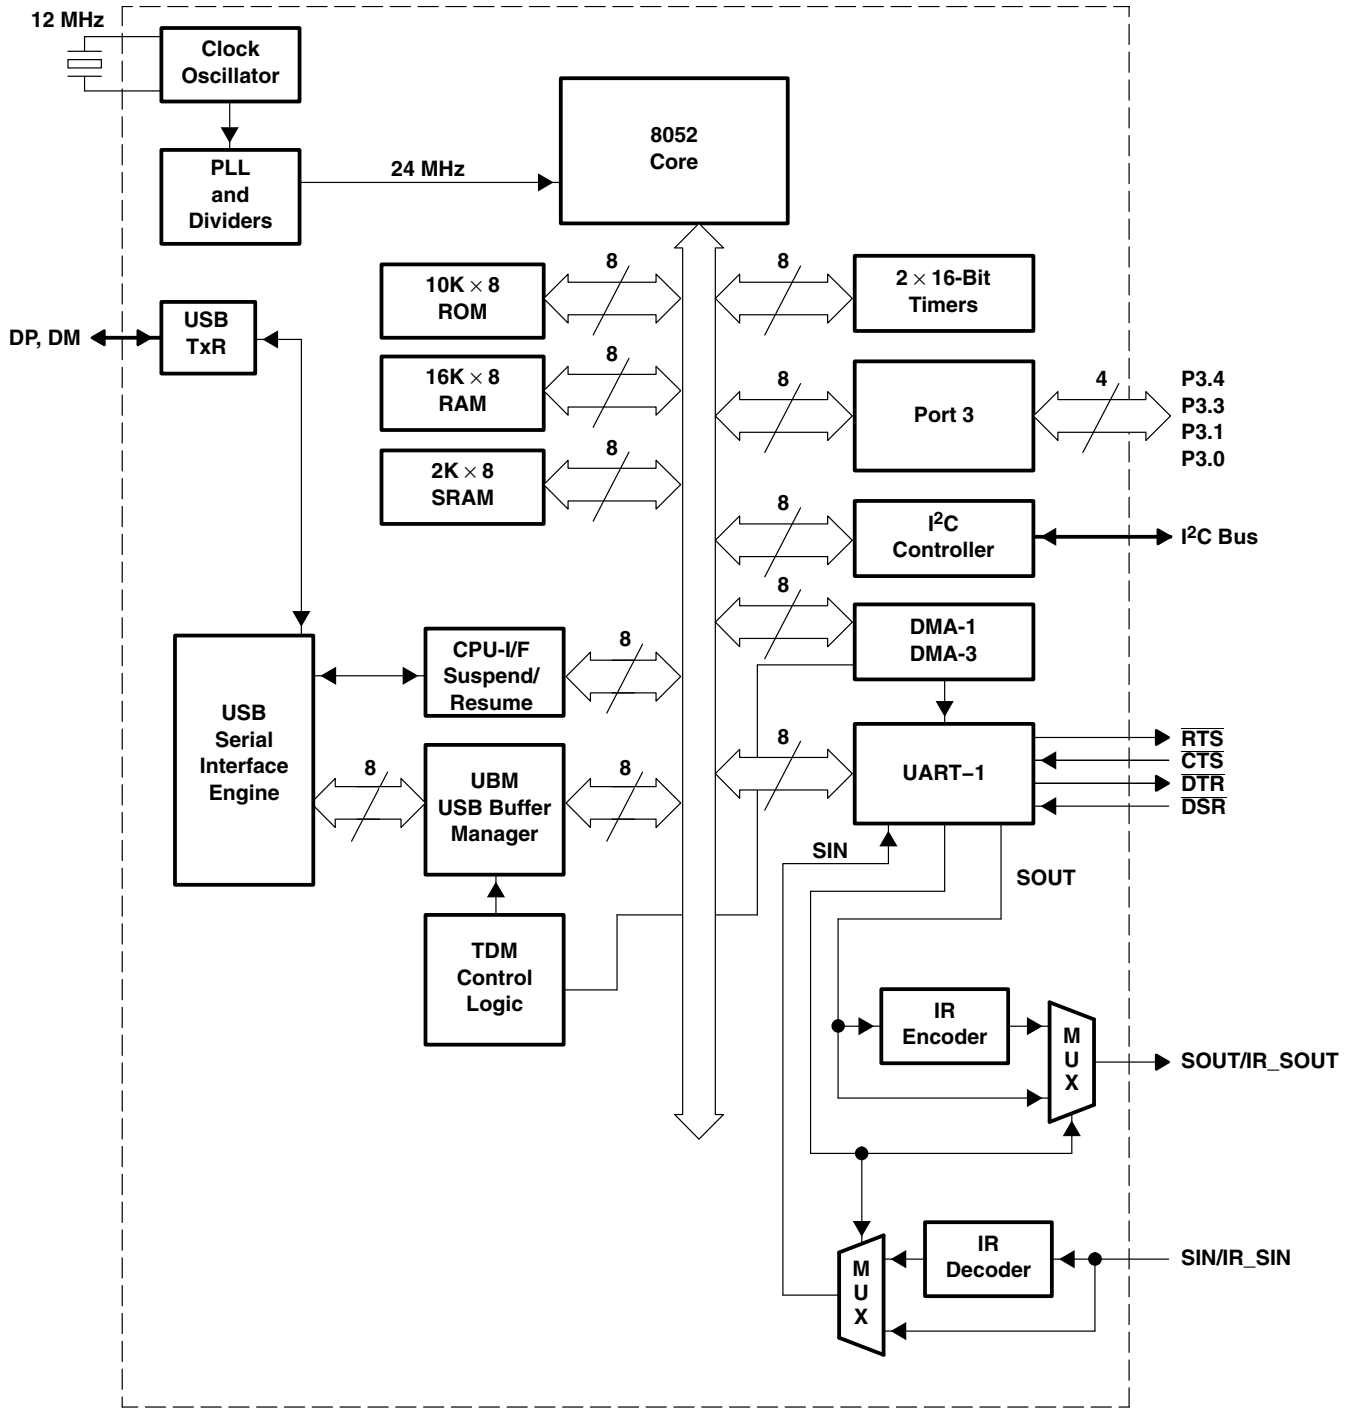 12 MHz
Clock
Oscillator
8052
Core
PLL
and
Dividers
24 MHz
10K × 8
ROM
8
8
2 × 16-Bit
Timers
USB
TxR
DP, DM
16K × 8
RAM
8
8
Port 3
4
P3.4
P3.3
P3.1
P3.0
2K × 8
SRAM
8
8
I²C
Controller
I²C Bus
8
DMA-1
DMA-3
CPU-I/F
Suspend/
Resume
8
USB
Serial
Interface
Engine
8
UBM
USB Buffer
Manager
8
8
UART–1
RTS
CTS
DTR
DSR
SIN
SOUT
TDM
Control
Logic
IR
Encoder
M
U
X
SOUT/IR_SOUT
IR
Decoder
M
U
X
SIN/IR_SIN